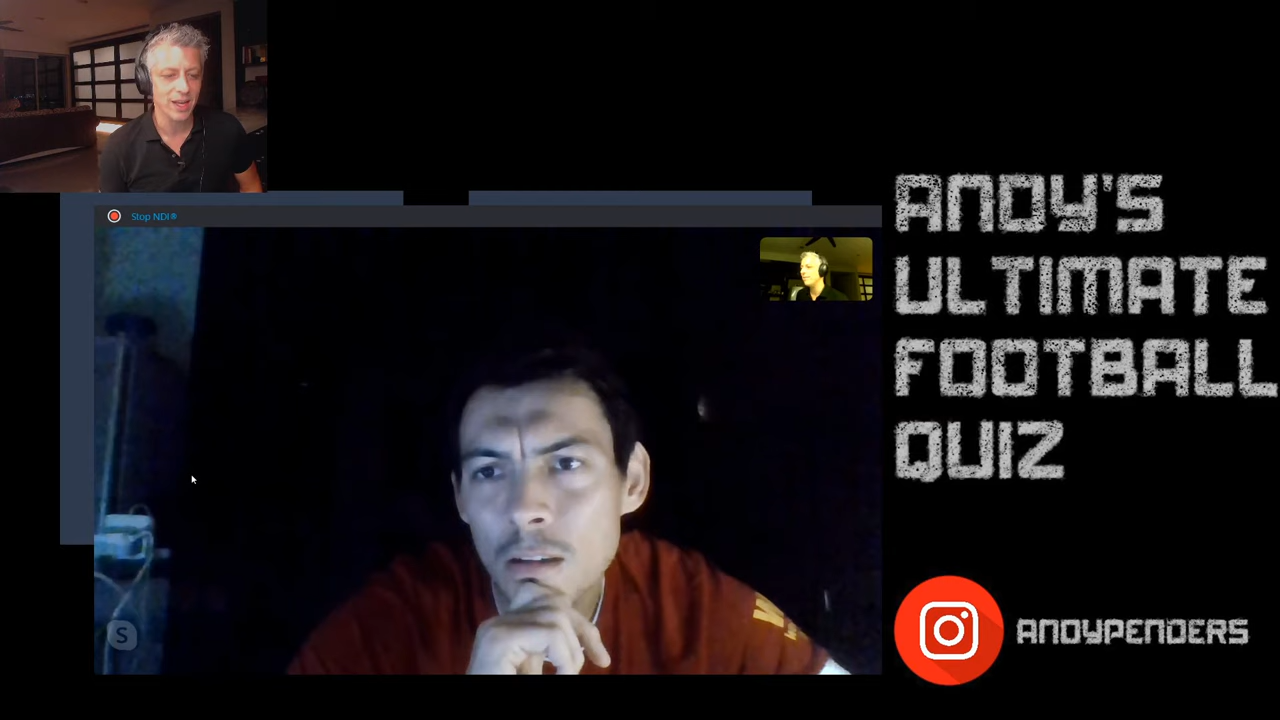 Stop NDI®
ANDY'S
ULTIMATE
FOOTBALL
QUIZ
S
ANDYPENDERS